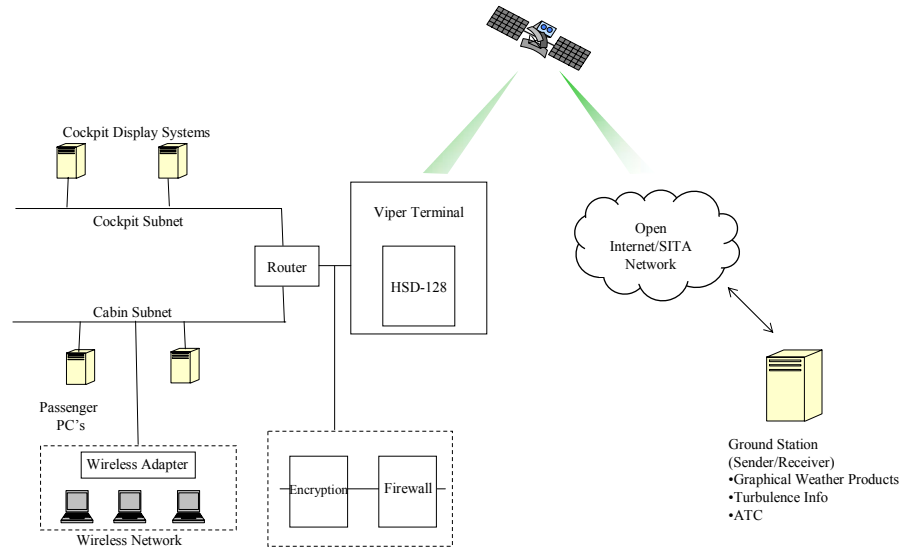 Cockpit Display Systems
Cockpit Subnet
Viper Terminal
HSD-128
Router
Open
Internet/SITA
Network
Cabin Subnet
Passenger
PC's
Wireless Adapter
Wireless Network
Encryption
Firewall
Ground Station
(Sender/Receiver)
•Graphical Weather Products
•Turbulence Info
•ATC